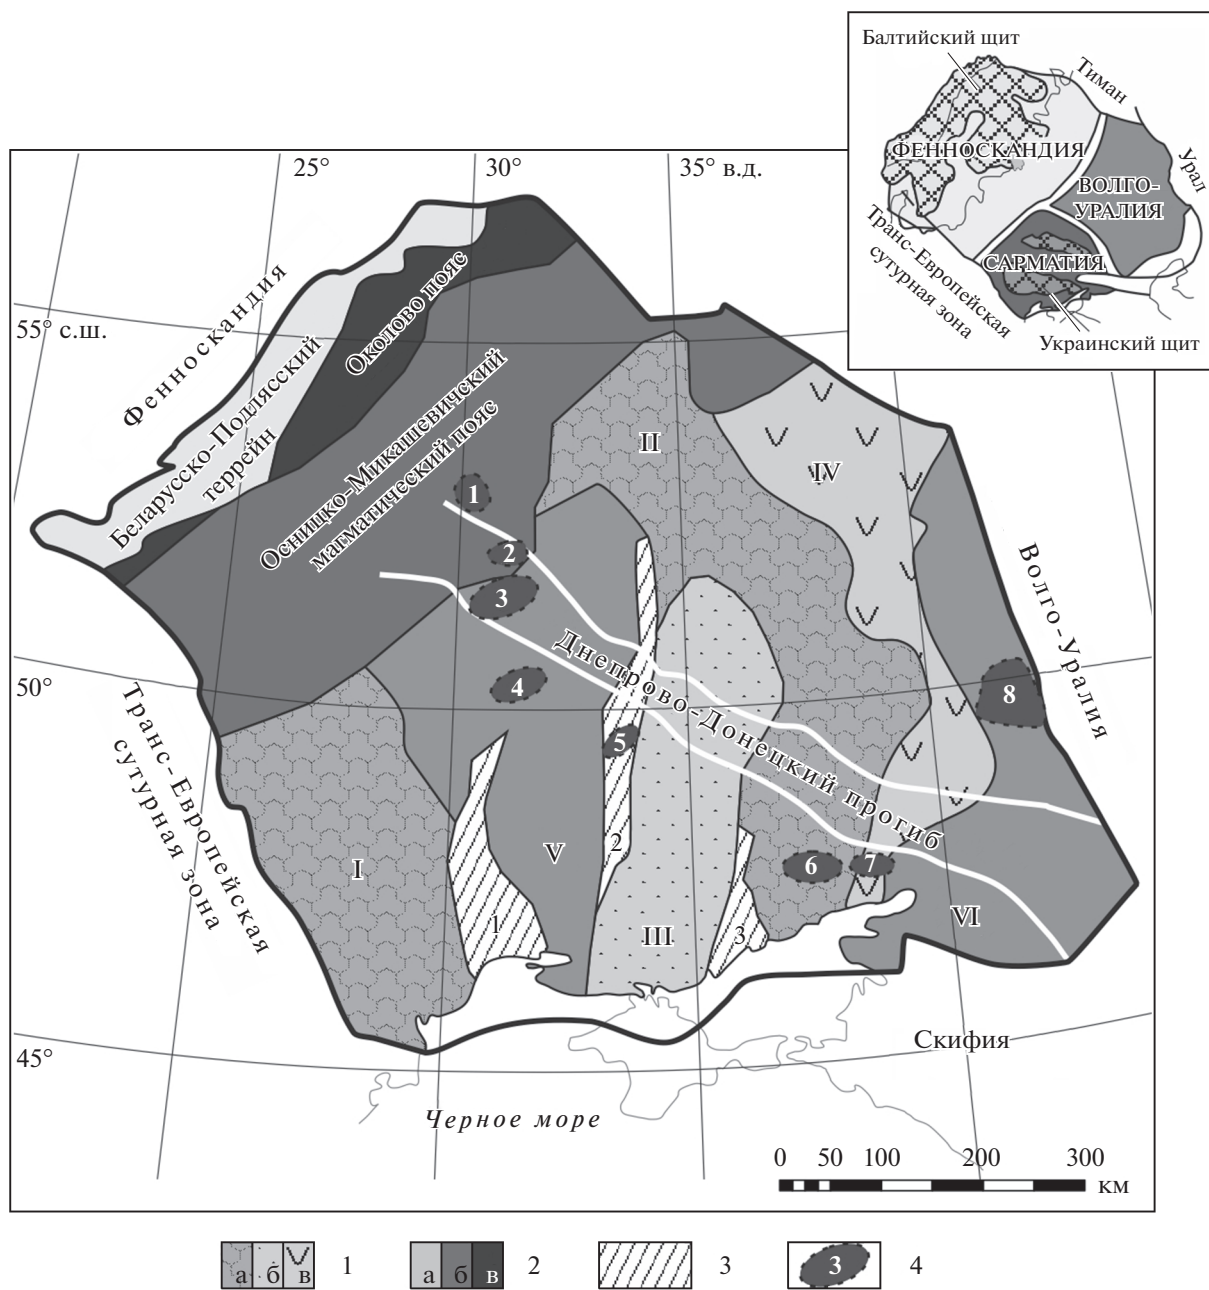 Балтийский щит
Тиман
ФЕННОСКАНДИЯ
Урал
ВОЛГО-
УРАЛИЯ
Транс-Европейская
сутурная зона
САРМАТИЯ
Украинский щит
25°
30°
35° в.д.
55° с.ш.
50°
45°
Фенноскандия
Околово пояс
Беларусско-Подлясский
террейн
Осницко-Микашевичский
магматический пояс
II
IV
1
2
3
4
5
Днепрово-Донецкий прогиб
8
Волго-Уралия
Транс-Европейская
сутурная зона
I
V
2
6
7
1
III
3
VI
Скифия
Черное море
0 50 100 200 300
км
а б в 1
а б в 2
3
3 4